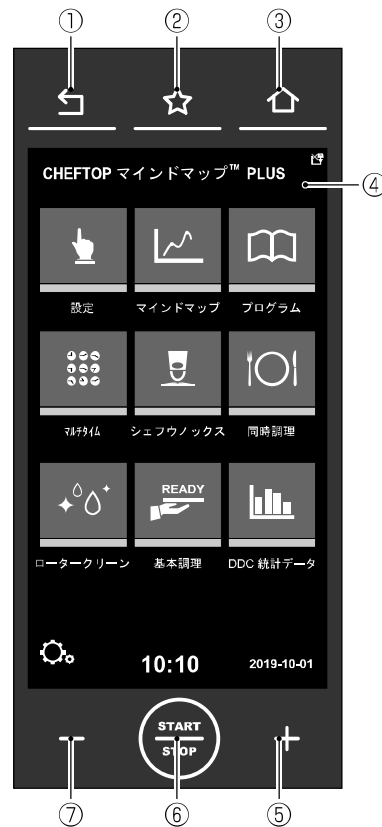 ① ② ③
CHEFTOP マインドマップ™ PLUS
④
設定 マインドマップ プログラム
マルチタイム シェフウノックス 同時調理
READY
ロータークリーン 基本調理 DDC 統計データ
10:10 2019-10-01
START
STOP
⑦ ⑥ ⑤